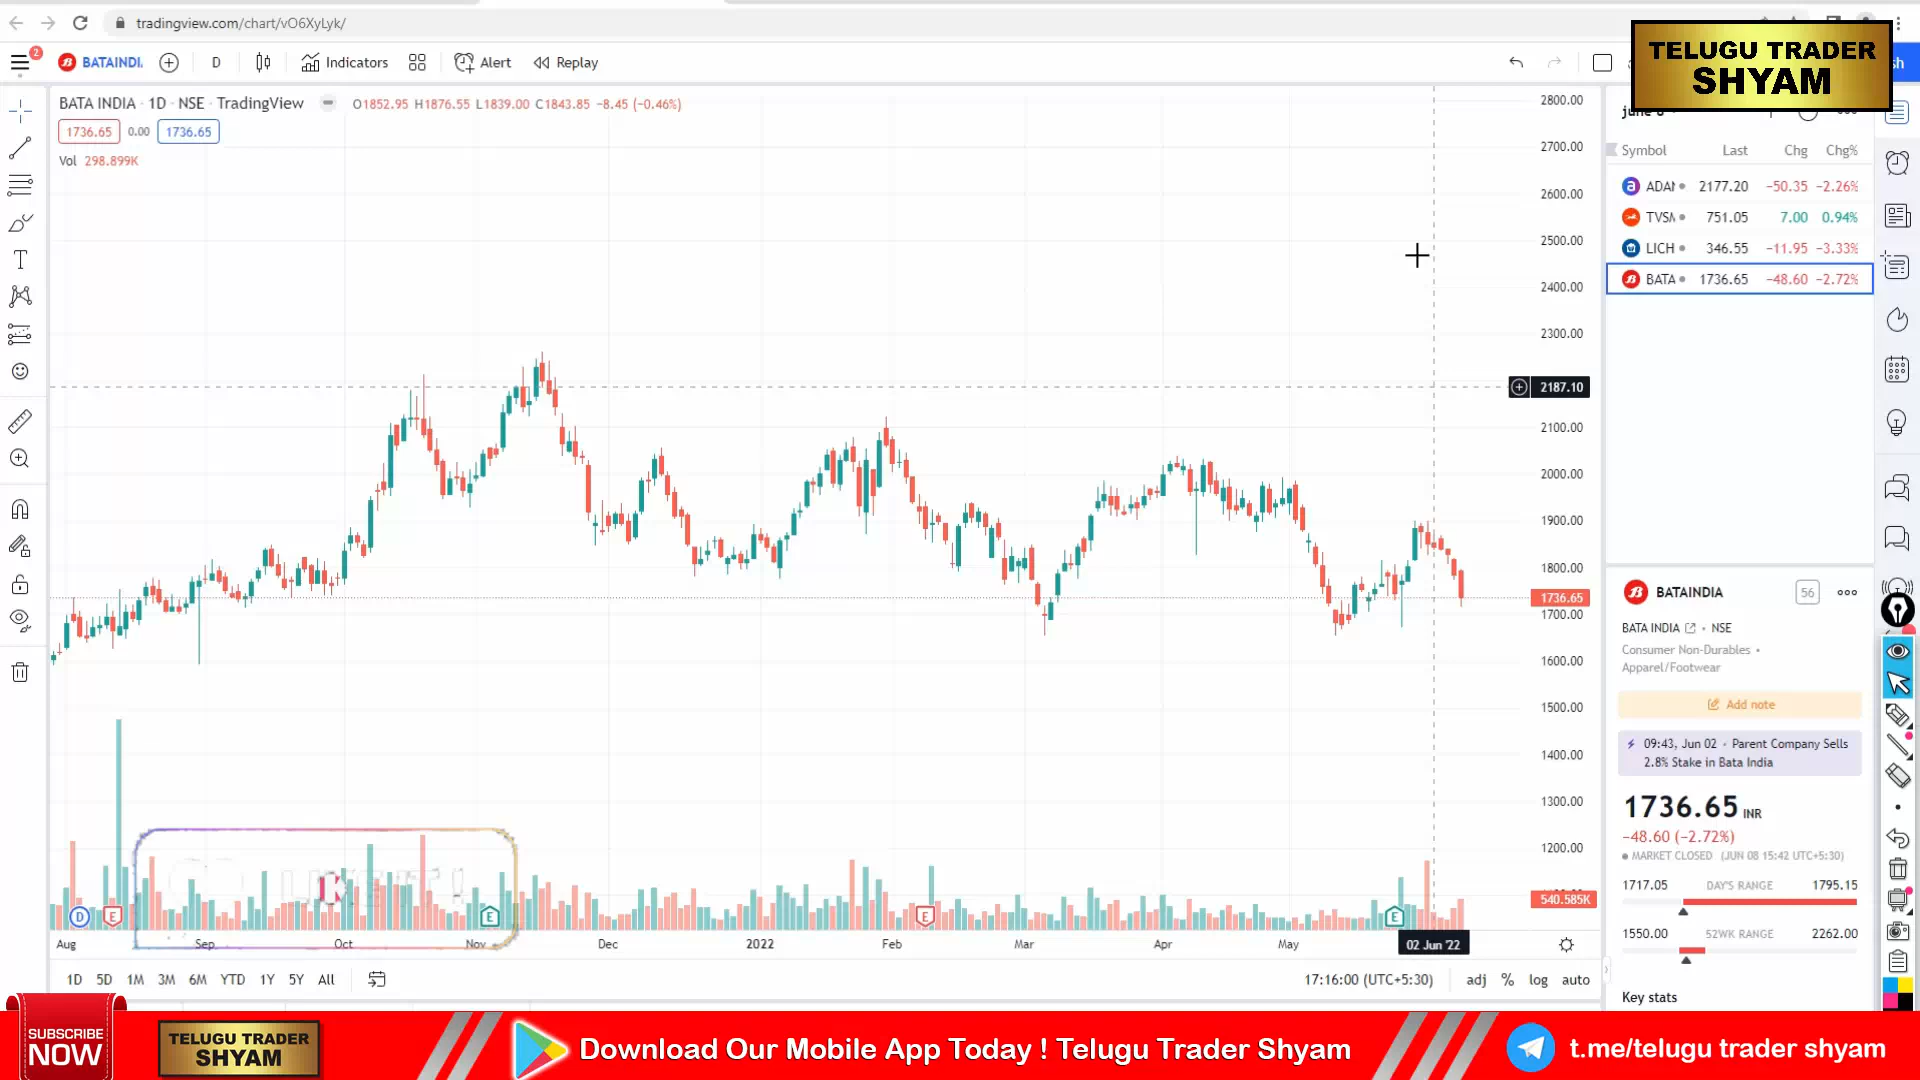 tradingview.com/chart/vO6XyLyk/
TELUGU TRADER
SHYAM
2
BATAINDI.
D
Indicators
Alert
Replay
BATA INDIA · 1D · NSE · TradingView
O1852.95 H1876.55 L1839.00 C1843.85 −8.45 (−0.46%)
1736.65 0.00 1736.65
Vol 298.899K
2800.00
2700.00
2600.00
2500.00
2400.00
2300.00
2187.10
2100.00
2000.00
1900.00
1800.00
1736.65
1700.00
1600.00
1500.00
1400.00
1300.00
1200.00
540.585K
D E E E E
Aug Sep Oct Nov Dec 2022 Feb Mar Apr May 02 Jun '22
1D 5D 1M 3M 6M YTD 1Y 5Y All
17:16:00 (UTC+5:30) adj % log auto
Symbol Last Chg Chg%
ADAN 2177.20 −50.35 −2.26%
TVSM 751.05 7.00 0.94%
LICH 346.55 −11.95 −3.33%
BATA 1736.65 −48.60 −2.72%
BATAINDIA 56
BATA INDIA • NSE
Consumer Non-Durables •
Apparel/Footwear
Add note
09:43, Jun 02 • Parent Company Sells
2.8% Stake in Bata India
1736.65 INR
−48.60 (−2.72%)
MARKET CLOSED (JUN 08 15:42 UTC+5:30)
1717.05 DAY'S RANGE 1795.15
1550.00 52WK RANGE 2262.00
Key stats
SUBSCRIBE
NOW
TELUGU TRADER
SHYAM
Download Our Mobile App Today ! Telugu Trader Shyam
t.me/telugu trader shyam